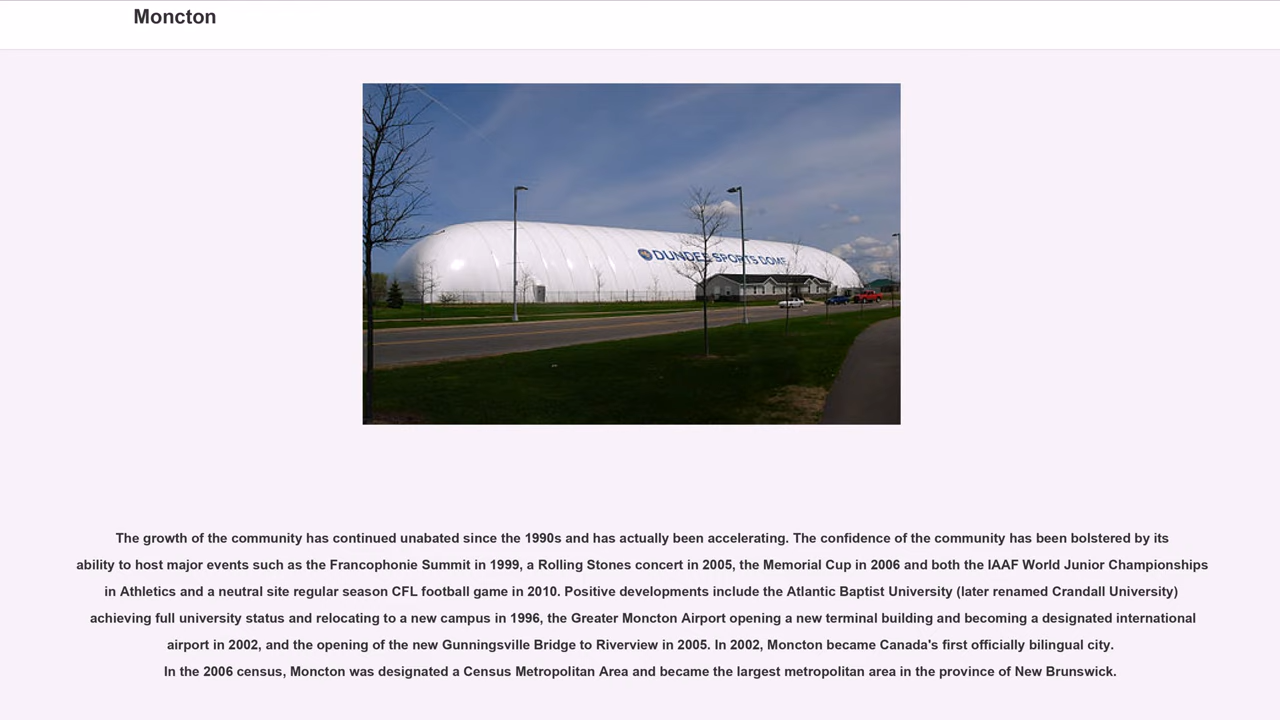 Moncton
DUNDEE SPORTS DOME
The growth of the community has continued unabated since the 1990s and has actually been accelerating. The confidence of the community has been bolstered by its
ability to host major events such as the Francophonie Summit in 1999, a Rolling Stones concert in 2005, the Memorial Cup in 2006 and both the IAAF World Junior Championships
in Athletics and a neutral site regular season CFL football game in 2010. Positive developments include the Atlantic Baptist University (later renamed Crandall University)
achieving full university status and relocating to a new campus in 1996, the Greater Moncton Airport opening a new terminal building and becoming a designated international
airport in 2002, and the opening of the new Gunningsville Bridge to Riverview in 2005. In 2002, Moncton became Canada's first officially bilingual city.
In the 2006 census, Moncton was designated a Census Metropolitan Area and became the largest metropolitan area in the province of New Brunswick.